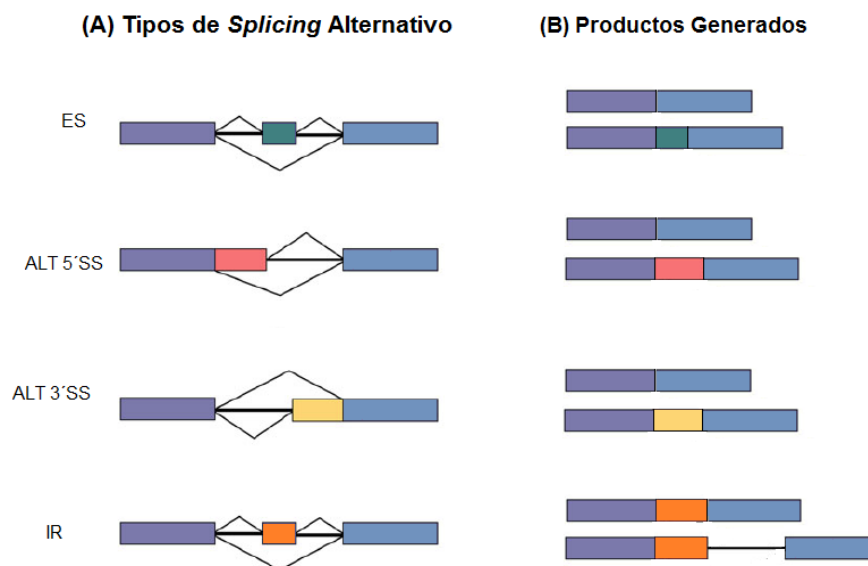 (A) Tipos de Splicing Alternativo
(B) Productos Generados
ES
ALT 5´SS
ALT 3´SS
IR